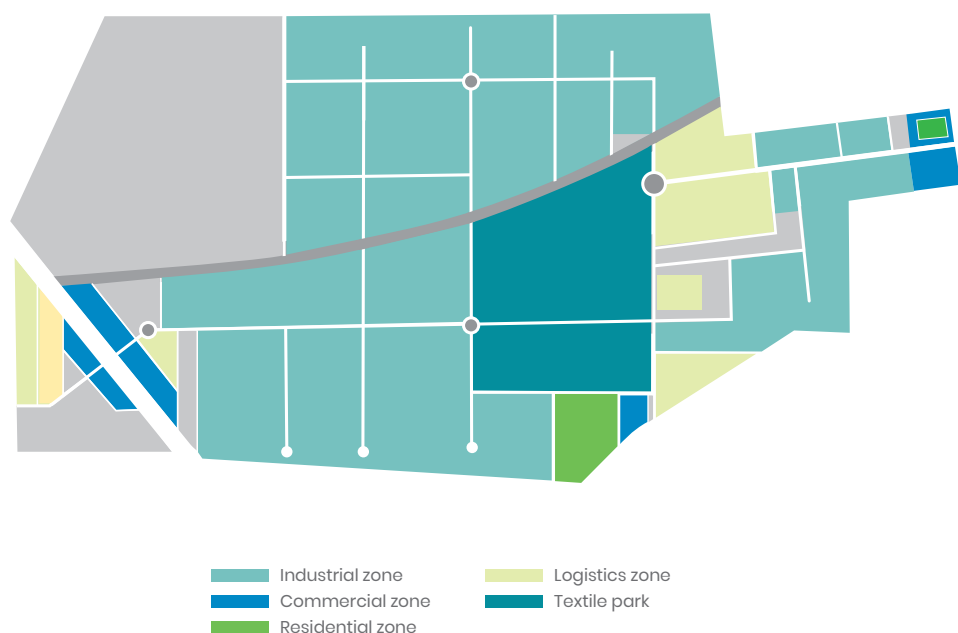 Industrial zone
Commercial zone
Residential zone
Logistics zone
Textile park